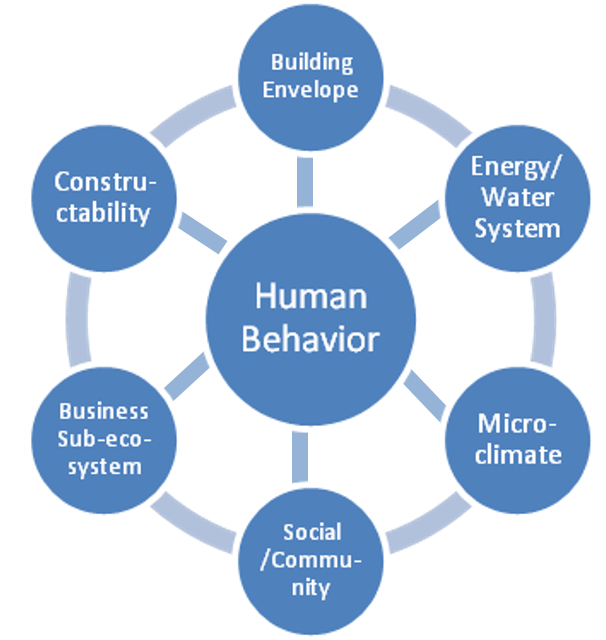 Building
Envelope
Energy/
Water
System
Micro-
climate
Social
/Commu-
nity
Business
Sub-eco-
system
Constru-
ctability
Human
Behavior